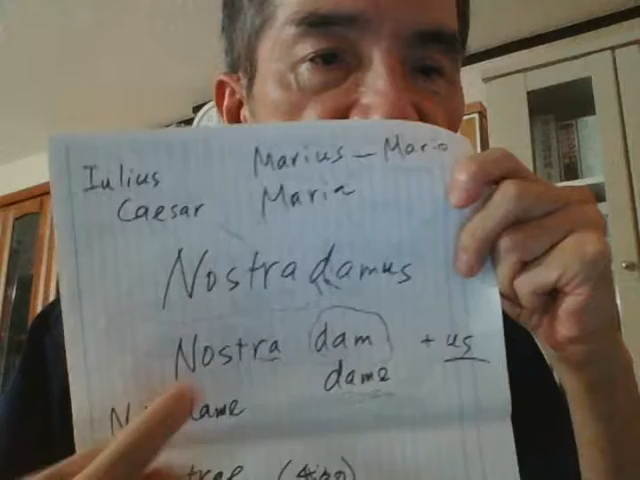 Iulius
Caesar
Marius - Mario
Maria
Nostradamus
Nostra dam + us
dame